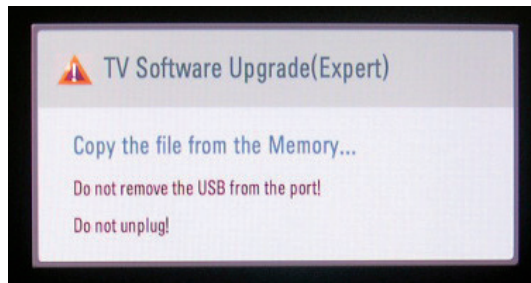 TV Software Upgrade(Expert)
Copy the file from the Memory...
Do not remove the USB from the port!
Do not unplug!